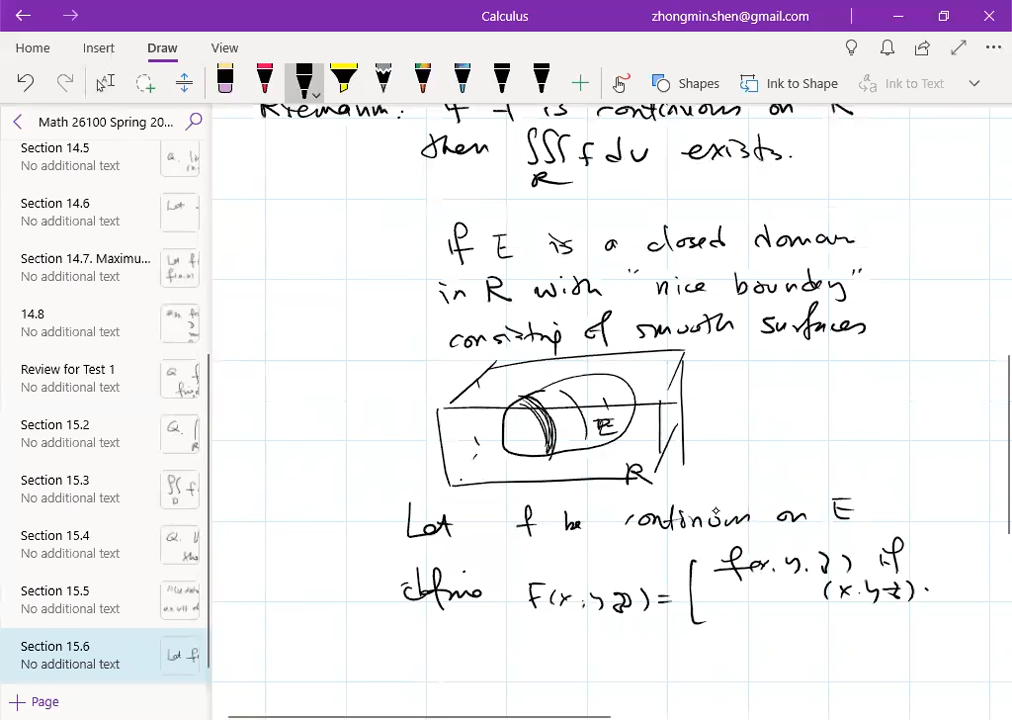 Calculus
zhongmin.shen@gmail.com
Home Insert Draw View
Shapes
Ink to Shape
Ink to Text
Math 26100 Spring 20...
Section 14.5
No additional text
Section 14.6
No additional text
Section 14.7. Maximu...
No additional text
14.8
No additional text
Review for Test 1
No additional text
Section 15.2
No additional text
Section 15.3
No additional text
Section 15.4
No additional text
Section 15.5
No additional text
Section 15.6
No additional text
Page
Riemann: If f is continuous on R
then ∭ f dv exists.
R
If E is a closed domain
in R with "nice boundary"
consisting of smooth surfaces
E
R
Let f be continuous on E
define F(x, y, z) = [ f(x, y, z) if
(x, y, z)